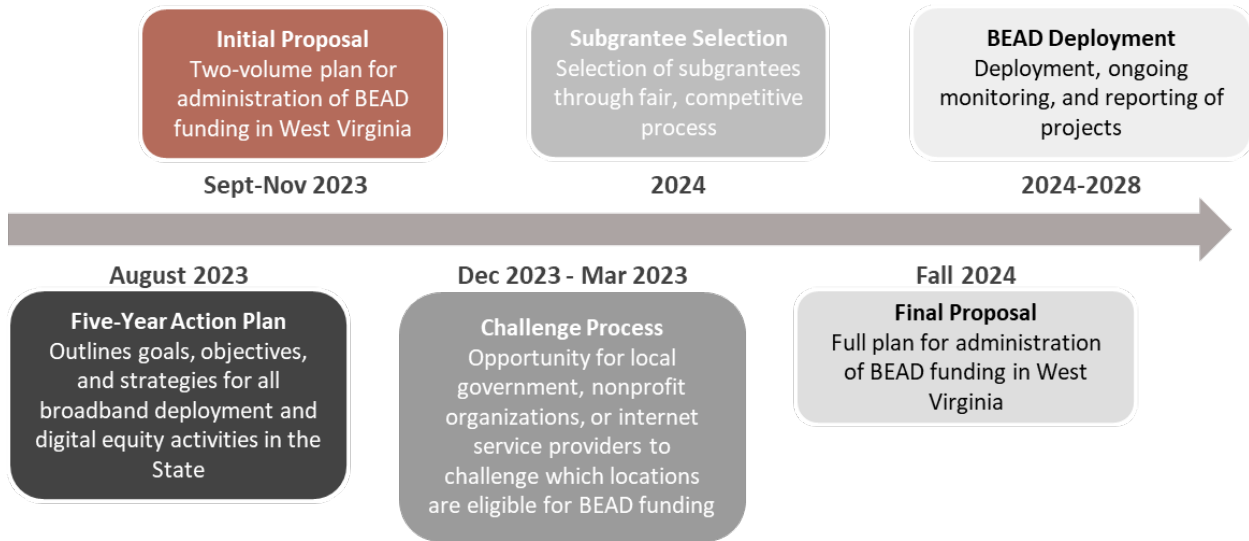 Initial Proposal
Two-volume plan for
administration of BEAD
funding in West Virginia
Subgrantee Selection
Selection of subgrantees
through fair, competitive
process
BEAD Deployment
Deployment, ongoing
monitoring, and reporting of
projects
Sept-Nov 2023
2024
2024-2028
August 2023
Dec 2023 - Mar 2023
Fall 2024
Five-Year Action Plan
Outlines goals, objectives,
and strategies for all
broadband deployment and
digital equity activities in the
State
Challenge Process
Opportunity for local
government, nonprofit
organizations, or internet
service providers to
challenge which locations
are eligible for BEAD funding
Final Proposal
Full plan for administration
of BEAD funding in West
Virginia